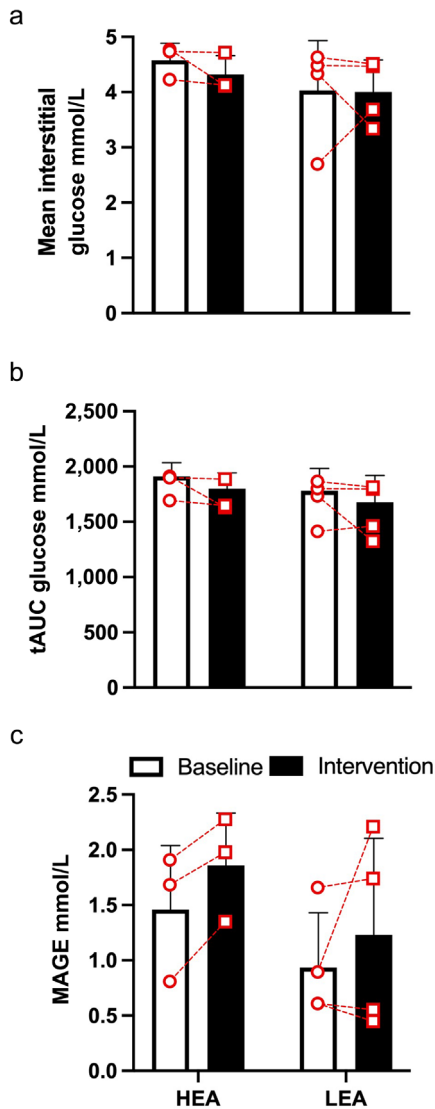 a
Mean interstitial
glucose mmol/L
5
4
3
2
1
0
b
tAUC glucose mmol/L
2,500
2,000
1,500
1,000
500
0
c
Baseline Intervention
MAGE mmol/L
2.5
2.0
1.5
1.0
0.5
0.0
HEA LEA